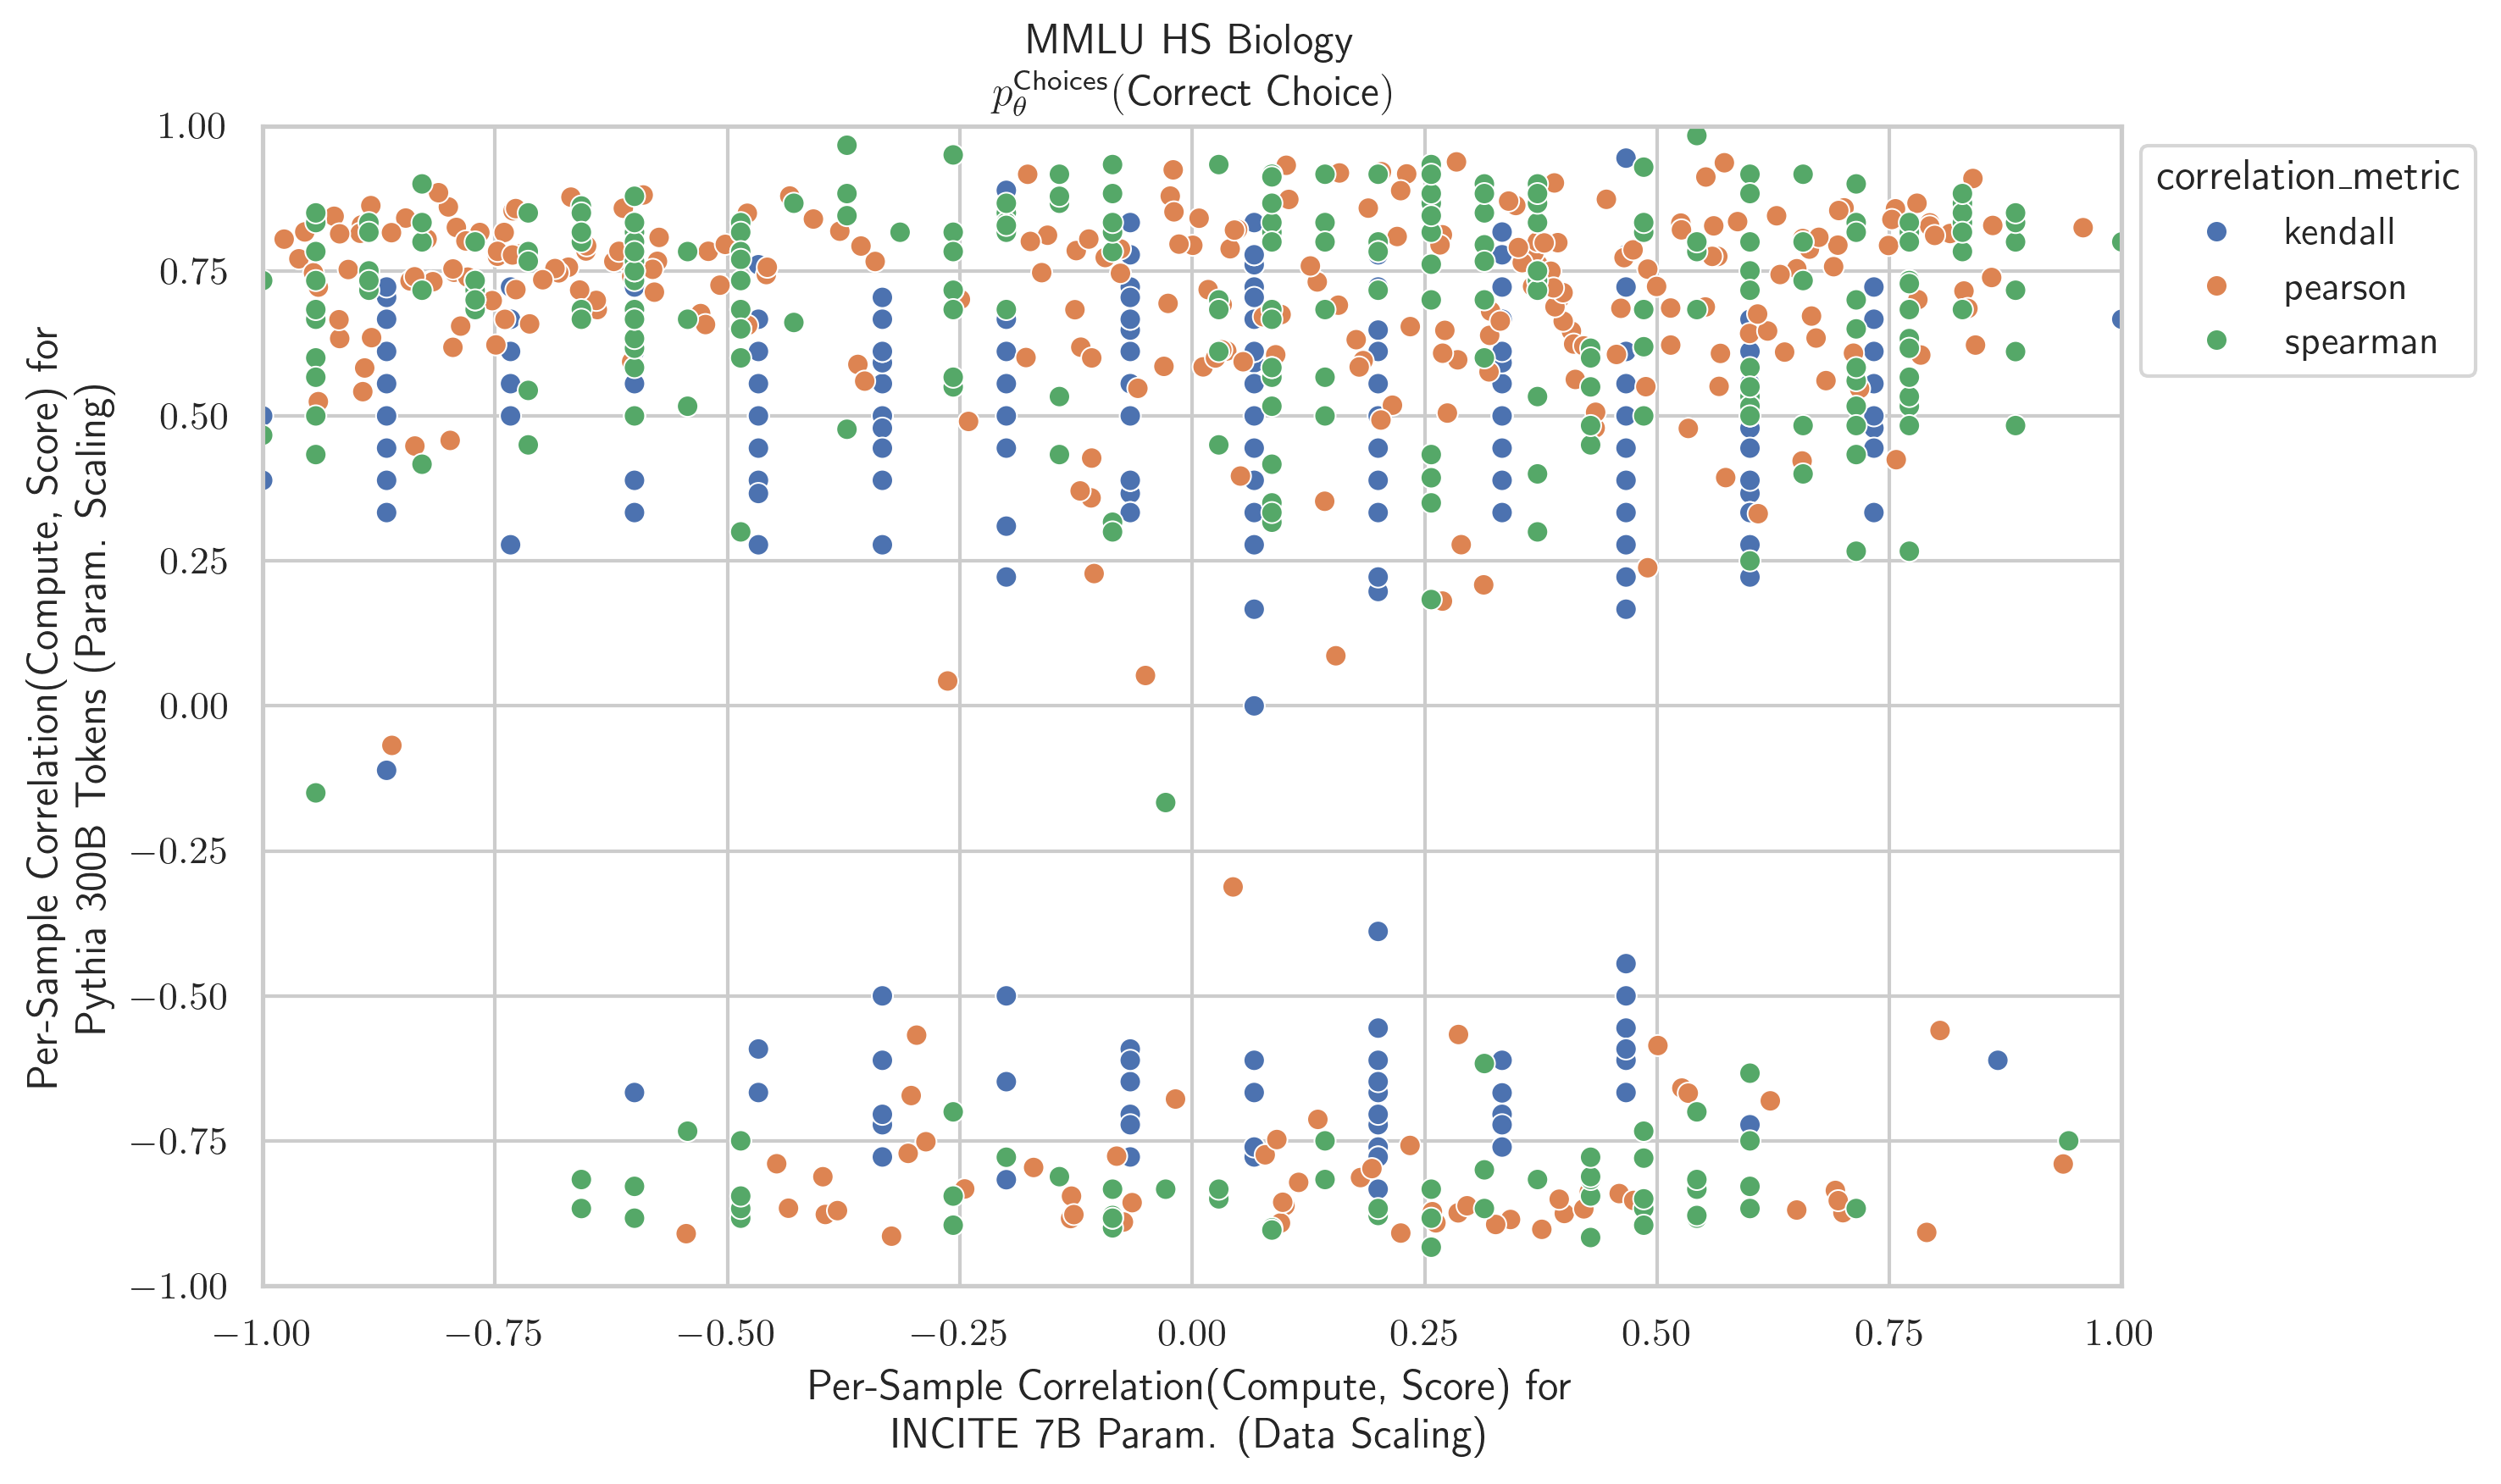 MMLU HS Biology
p_θ^Choices(Correct Choice)
Per-Sample Correlation(Compute, Score) for
Pythia 300B Tokens (Param. Scaling)
1.00
0.75
0.50
0.25
0.00
−0.25
−0.50
−0.75
−1.00
−1.00 −0.75 −0.50 −0.25 0.00 0.25 0.50 0.75 1.00
Per-Sample Correlation(Compute, Score) for
INCITE 7B Param. (Data Scaling)
correlation_metric
kendall
pearson
spearman